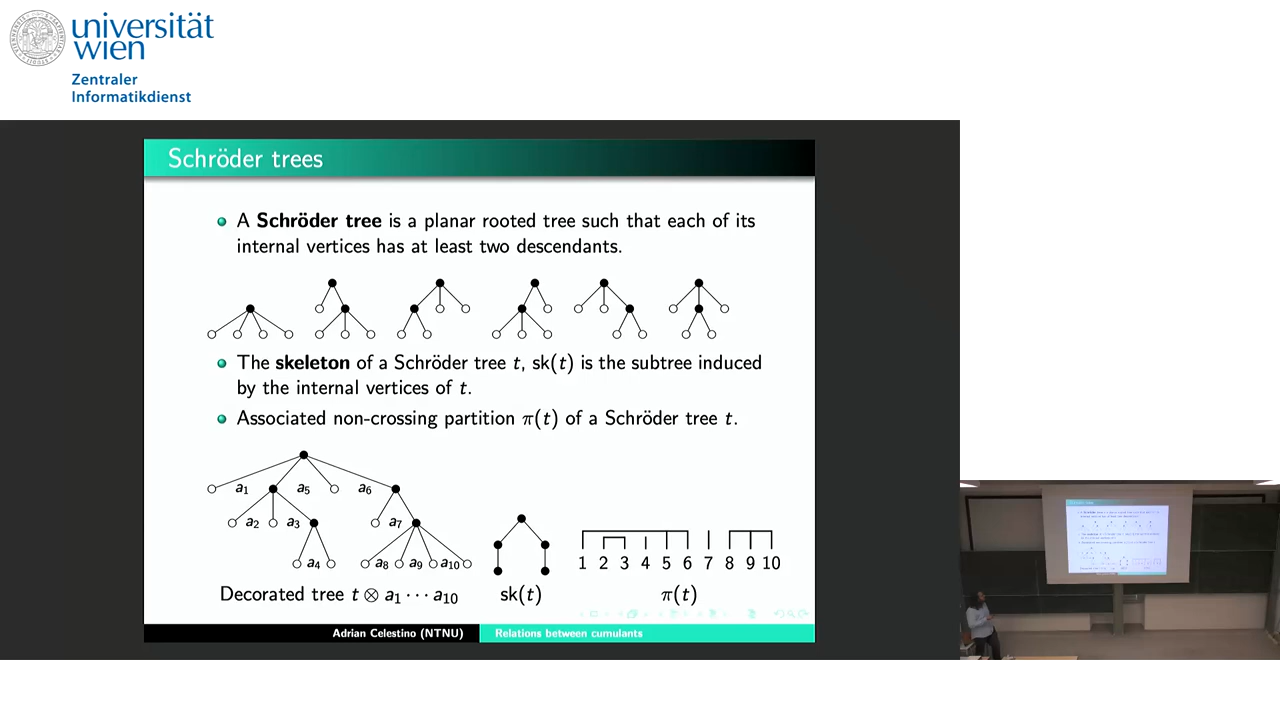 universität
wien
Zentraler
Informatikdienst
Schröder trees
A Schröder tree is a planar rooted tree such that each of its
internal vertices has at least two descendants.
The skeleton of a Schröder tree t, sk(t) is the subtree induced
by the internal vertices of t.
Associated non-crossing partition π(t) of a Schröder tree t.
a1 a5 a6
a2 a3 a7
a4 a8 a9 a10
1 2 3 4 5 6 7 8 9 10
Decorated tree t ⊗ a1 · · · a10
sk(t)
π(t)
Adrian Celestino (NTNU)
Relations between cumulants